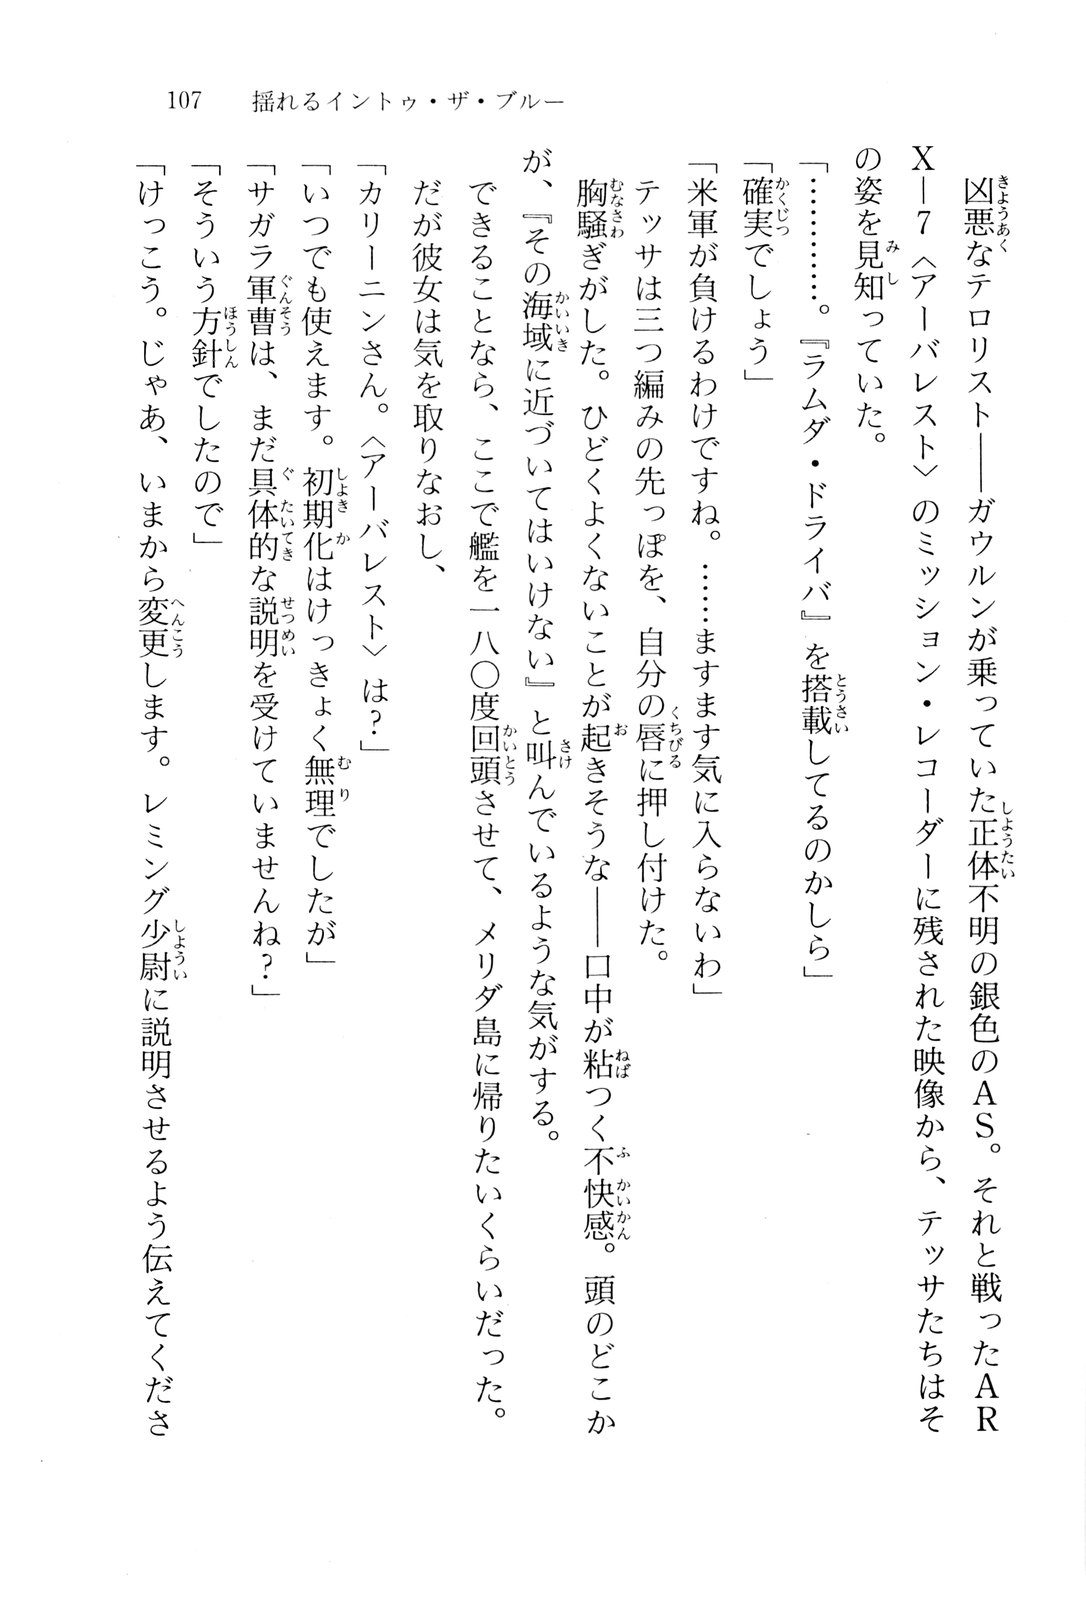 107　揺れるイントゥ・ザ・ブルー
　凶悪なテロリスト――ガウルンが乗っていた正体不明の銀色のＡＳ。それと戦ったＡＲ
Ｘ―７〈アーバレスト〉のミッション・レコーダーに残された映像から、テッサたちはそ
の姿を見知っていた。
「…………。『ラムダ・ドライバ』を搭載してるのかしら」
「確実でしょう」
「米軍が負けるわけですね。……ますます気に入らないわ」
　テッサは三つ編みの先っぽを、自分の唇に押し付けた。
　胸騒ぎがした。ひどくよくないことが起きそうな――口中が粘つく不快感。頭のどこか
が、『その海域に近づいてはいけない』と叫んでいるような気がする。
　できることなら、ここで艦を一八〇度回頭させて、メリダ島に帰りたいくらいだった。
　だが彼女は気を取りなおし、
「カリーニンさん。〈アーバレスト〉は？」
「いつでも使えます。初期化はけっきょく無理でしたが」
「サガラ軍曹は、まだ具体的な説明を受けていませんね？」
「そういう方針でしたので」
「けっこう。じゃあ、いまから変更します。レミング少尉に説明させるよう伝えてくださ